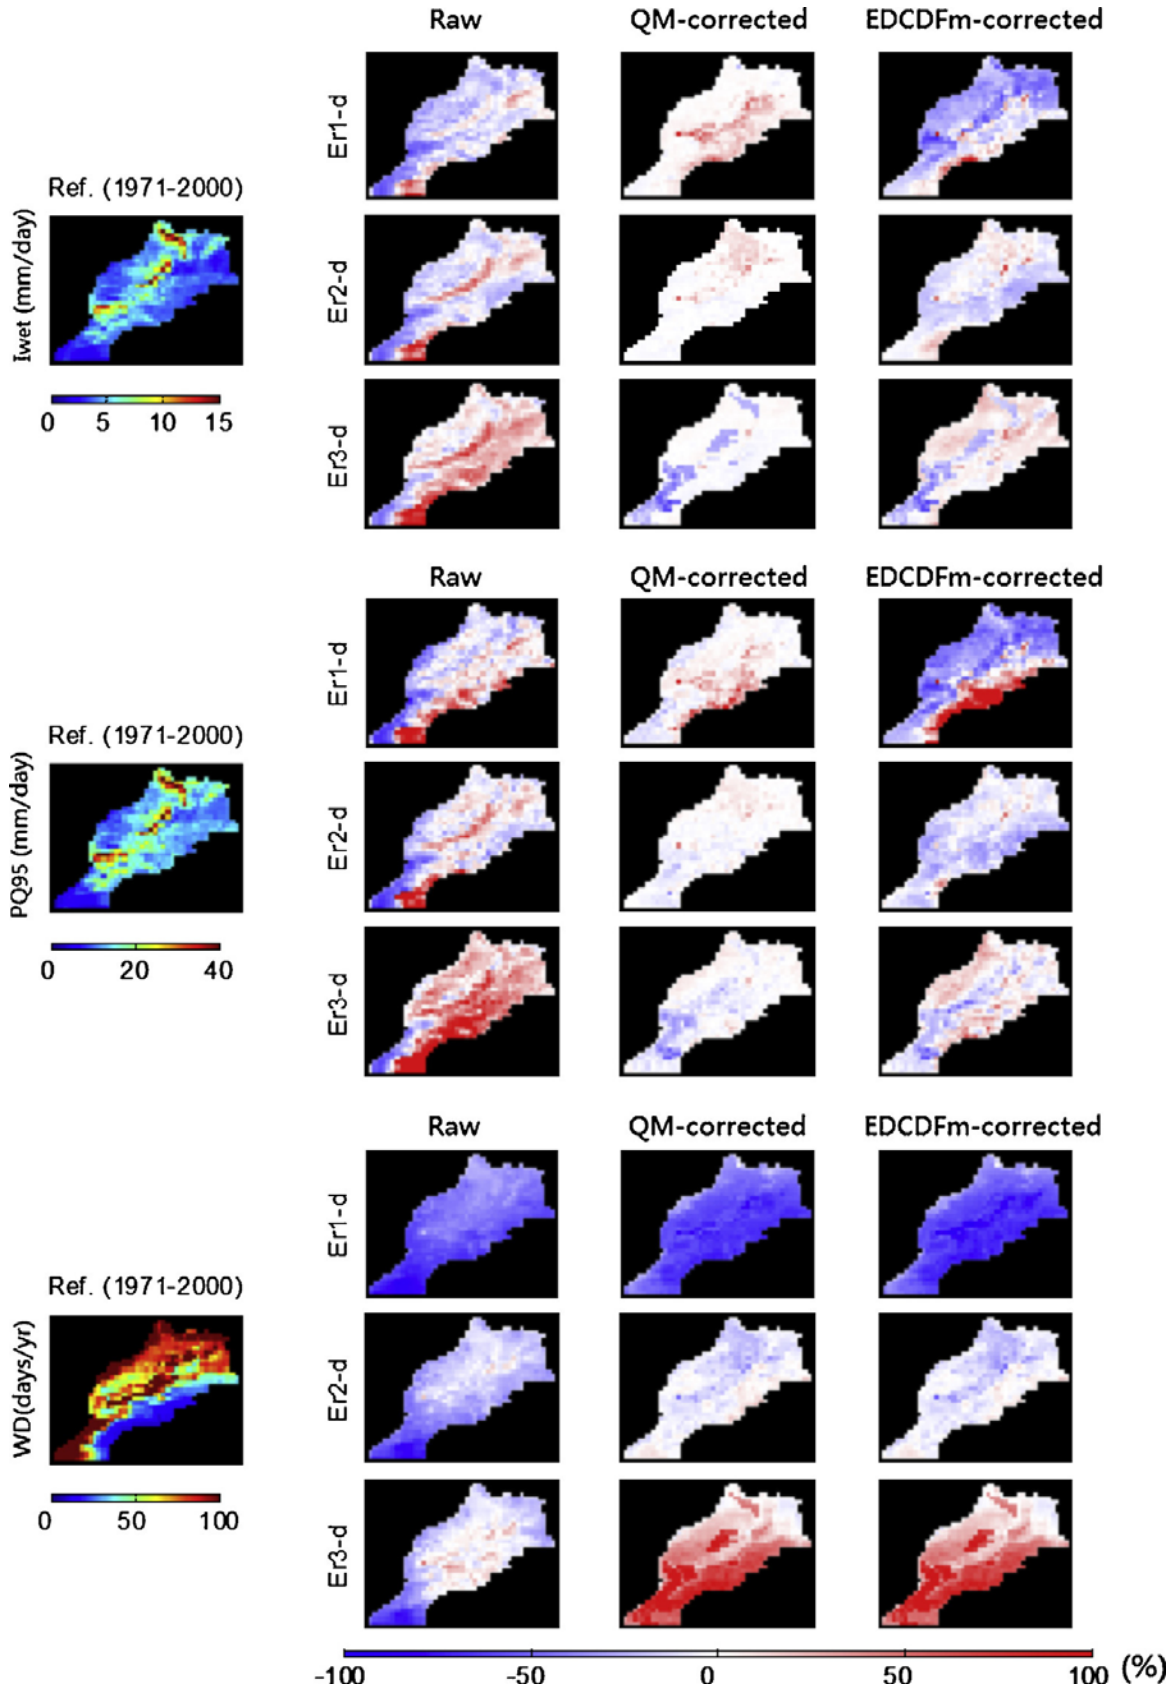 Raw QM-corrected EDCDFm-corrected
Er1-d
Ref. (1971-2000)
Iwet (mm/day)
Er2-d
0 5 10 15
Er3-d
Raw QM-corrected EDCDFm-corrected
Er1-d
Ref. (1971-2000)
PQ95 (mm/day)
Er2-d
0 20 40
Er3-d
Raw QM-corrected EDCDFm-corrected
Er1-d
Ref. (1971-2000)
WD(days/yr)
Er2-d
0 50 100
Er3-d
-100 -50 0 50 100 (%)